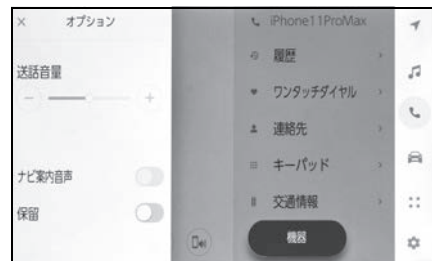 オプション
送話音量
ナビ案内音声
保留
iPhone11ProMax
履歴
ワンタッチダイヤル
連絡先
キーパッド
交通情報
機器